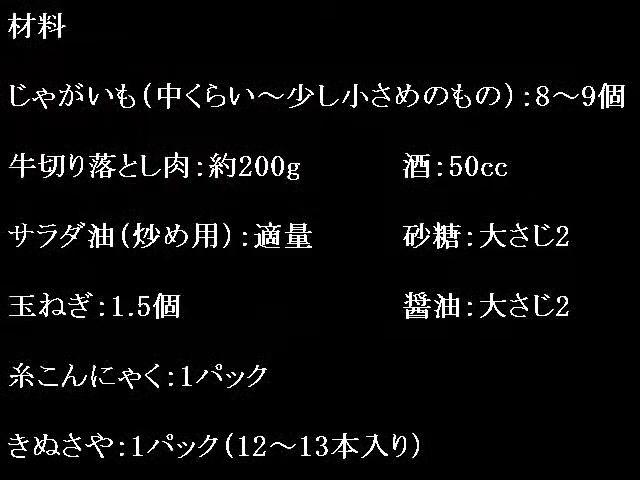 材料
じゃがいも(中くらい～少し小さめのもの):8～9個
牛切り落とし肉:約200g 酒:50cc
サラダ油(炒め用):適量 砂糖:大さじ2
玉ねぎ:1.5個 醤油:大さじ2
糸こんにゃく:1パック
きぬさや:1パック(12～13本入り)